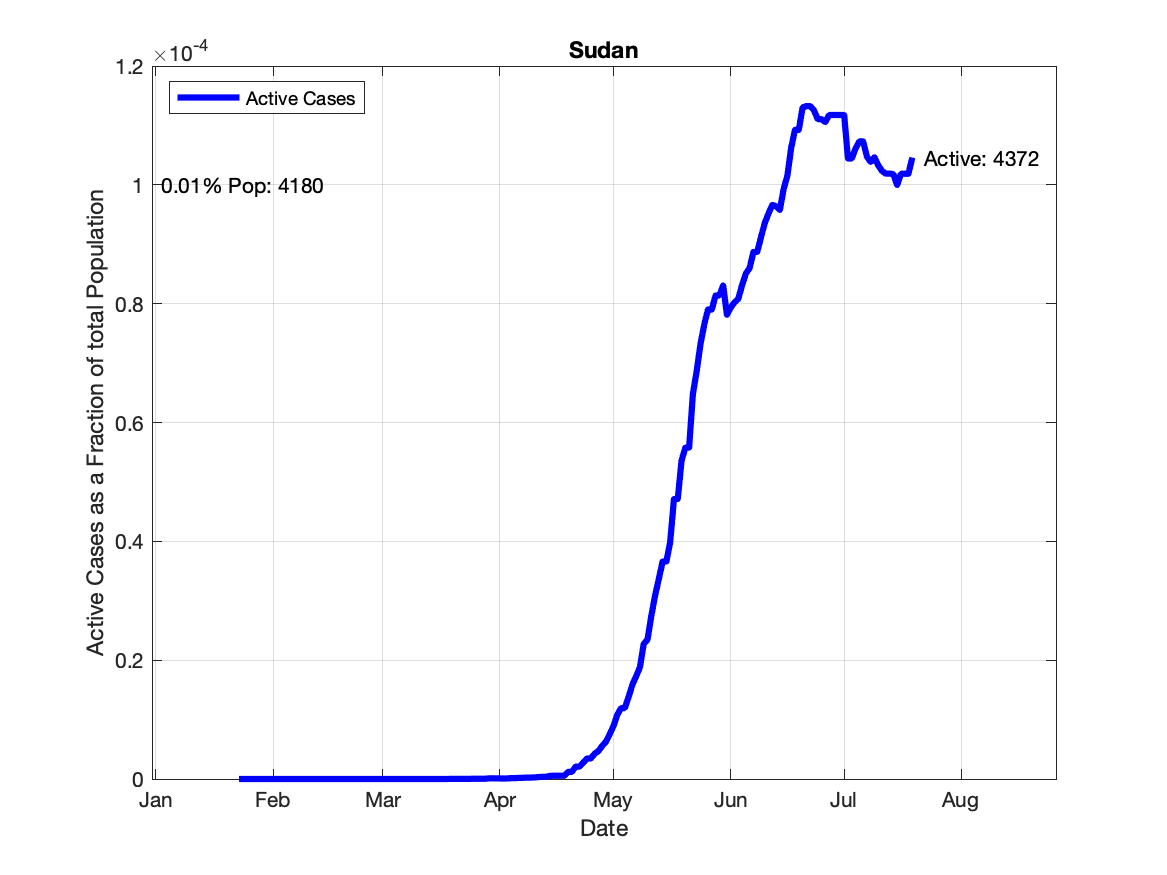 Sudan
×10-4
Active Cases
1.2
1
0.8
0.6
0.4
0.2
0
0.01% Pop: 4180
Active: 4372
Active Cases as a Fraction of total Population
Jan Feb Mar Apr May Jun Jul Aug
Date